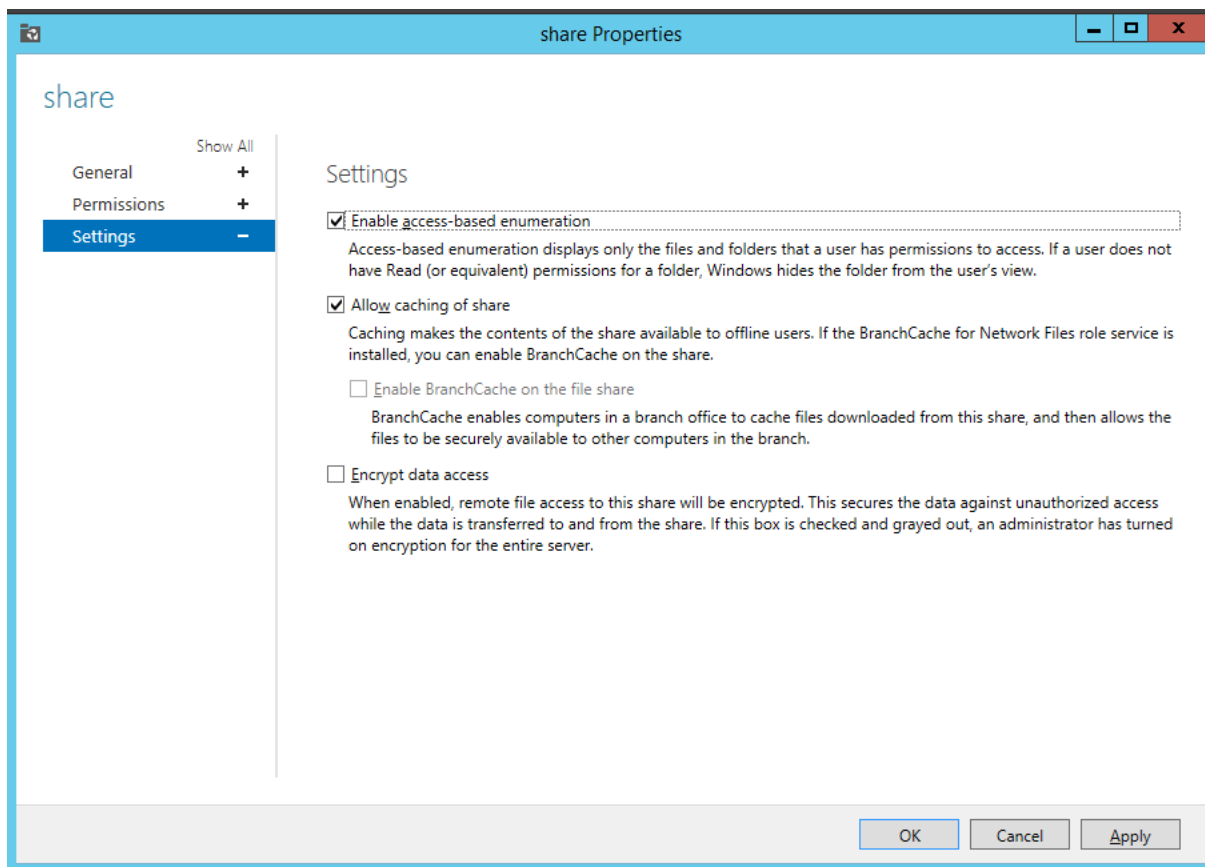 share Properties
share
Show All
General
Permissions
Settings
Settings
Enable access-based enumeration
Access-based enumeration displays only the files and folders that a user has permissions to access. If a user does not
have Read (or equivalent) permissions for a folder, Windows hides the folder from the user's view.
Allow caching of share
Caching makes the contents of the share available to offline users. If the BranchCache for Network Files role service is
installed, you can enable BranchCache on the share.
Enable BranchCache on the file share
BranchCache enables computers in a branch office to cache files downloaded from this share, and then allows the
files to be securely available to other computers in the branch.
Encrypt data access
When enabled, remote file access to this share will be encrypted. This secures the data against unauthorized access
while the data is transferred to and from the share. If this box is checked and grayed out, an administrator has turned
on encryption for the entire server.
OK Cancel Apply